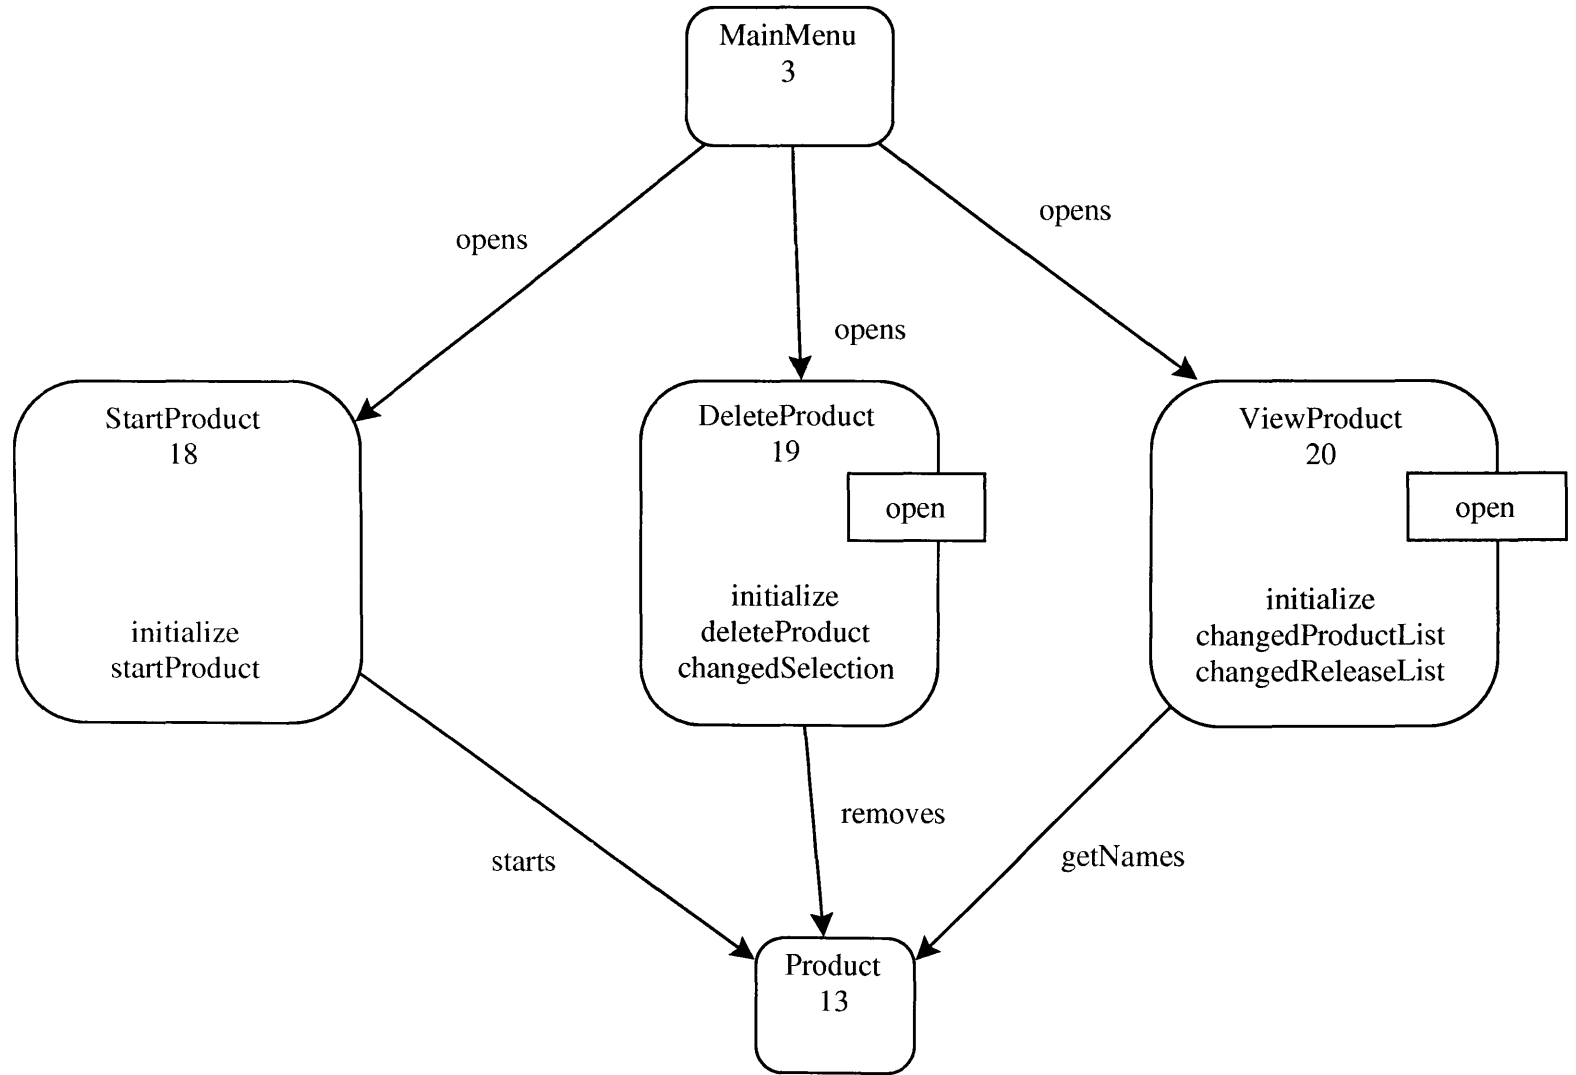 MainMenu
3
opens
opens
opens
StartProduct
18
initialize
startProduct
DeleteProduct
19
open
initialize
deleteProduct
changedSelection
ViewProduct
20
open
initialize
changedProductList
changedReleaseList
starts
removes
getNames
Product
13